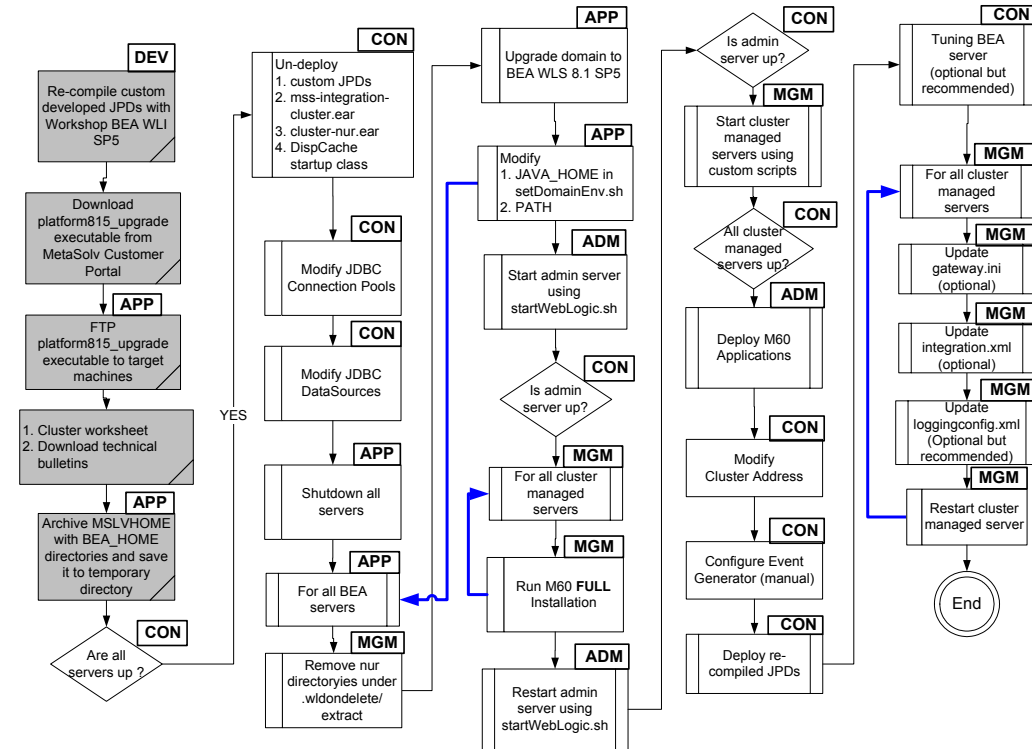 DEV
Re-compile custom
developed JPDs with
Workshop BEA WLI
SP5
Download
platform815_upgrade
executable from
MetaSolv Customer
Portal
APP
FTP
platform815_upgrade
executable to target
machines
1. Cluster worksheet
2. Download technical
bulletins
APP
Archive MSLVHOME
with BEA_HOME
directories and save
it to temporary
directory
CON
Are all
servers up ?
YES
CON
Un-deploy
1. custom JPDs
2. mss-integration-
cluster.ear
3. cluster-nur.ear
4. DispCache
startup class
CON
Modify JDBC
Connection Pools
CON
Modify JDBC
DataSources
APP
Shutdown all
servers
APP
For all BEA
servers
MGM
Remove nur
directoryies under
.wldondelete/
extract
APP
Upgrade domain to
BEA WLS 8.1 SP5
APP
Modify
1. JAVA_HOME in
setDomainEnv.sh
2. PATH
ADM
Start admin server
using
startWebLogic.sh
CON
Is admin
server up?
MGM
For all cluster
managed
servers
MGM
Run M60 FULL
Installation
ADM
Restart admin
server using
startWebLogic.sh
CON
Is admin
server up?
MGM
Start cluster
managed
servers using
custom scripts
CON
All cluster
managed
servers up?
ADM
Deploy M60
Applications
CON
Modify
Cluster Address
CON
Configure Event
Generator (manual)
CON
Deploy re-
compiled JPDs
CON
Tuning BEA
server
(optional but
recommended)
MGM
For all cluster
managed
servers
MGM
Update
gateway.ini
(optional)
MGM
Update
integration.xml
(optional)
MGM
Update
loggingconfig.xml
(Optional but
recommended)
MGM
Restart cluster
managed server
End